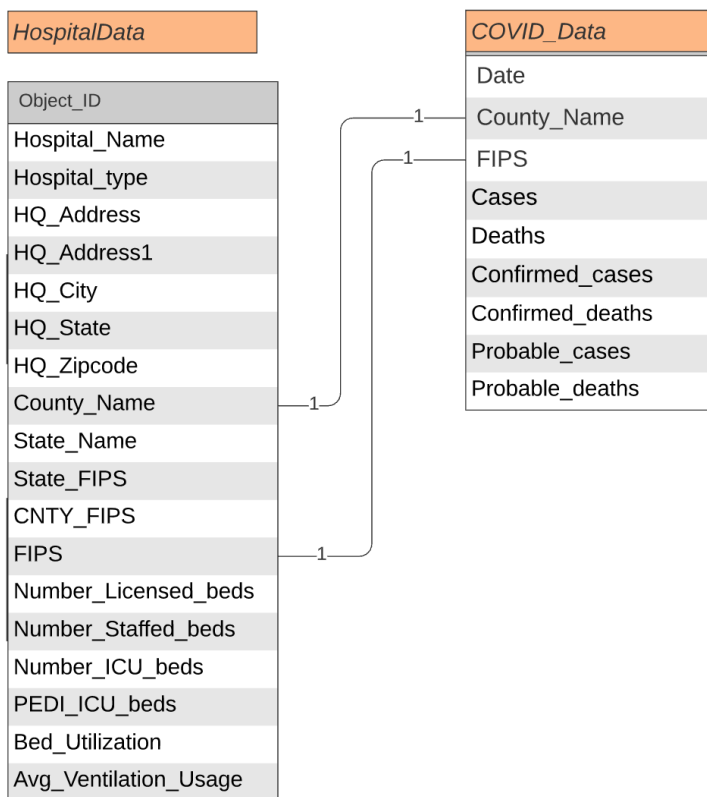 HospitalData
Object_ID
Hospital_Name
Hospital_type
HQ_Address
HQ_Address1
HQ_City
HQ_State
HQ_Zipcode
County_Name
State_Name
State_FIPS
CNTY_FIPS
FIPS
Number_Licensed_beds
Number_Staffed_beds
Number_ICU_beds
PEDI_ICU_beds
Bed_Utilization
Avg_Ventilation_Usage
1
1
1
1
COVID_Data
Date
County_Name
FIPS
Cases
Deaths
Confirmed_cases
Confirmed_deaths
Probable_cases
Probable_deaths